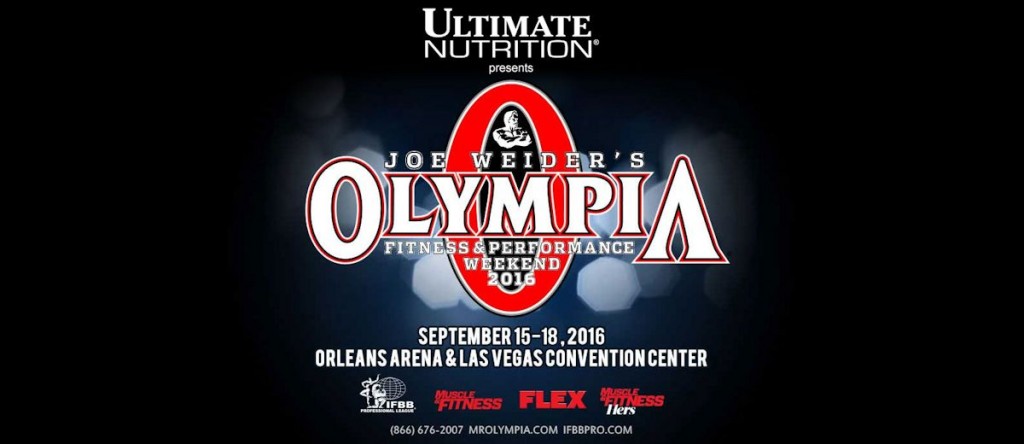 ULTIMATE
NUTRITION®
presents
JOE WEIDER'S
OLYMPIA
FITNESS & PERFORMANCE
WEEKEND
2016
SEPTEMBER 15-18, 2016
ORLEANS ARENA & LAS VEGAS CONVENTION CENTER
IFBB
PROFESSIONAL LEAGUE
MUSCLE
& FITNESS
FLEX
MUSCLE
& FITNESS
Hers
(866) 676-2007 MROLYMPIA.COM IFBBPRO.COM